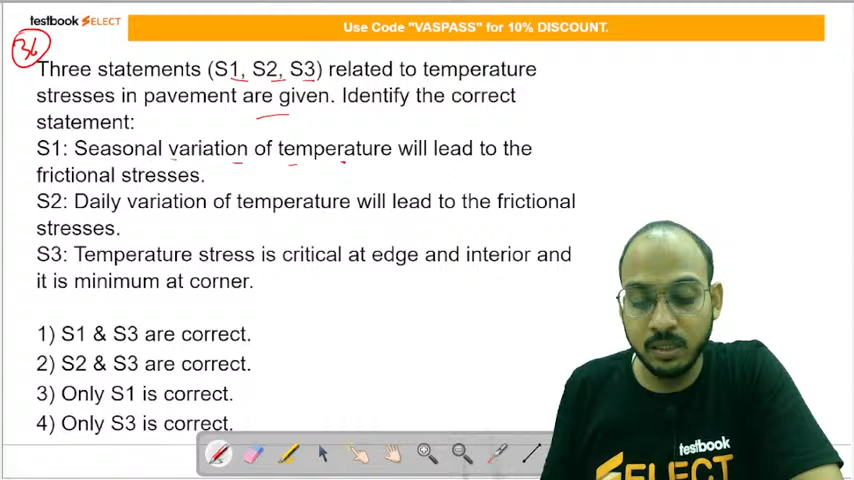 testbook SELECT
Use Code "VASPASS" for 10% DISCOUNT.
36
Three statements (S1, S2, S3) related to temperature
stresses in pavement are given. Identify the correct
statement:
S1: Seasonal variation of temperature will lead to the
frictional stresses.
S2: Daily variation of temperature will lead to the frictional
stresses.
S3: Temperature stress is critical at edge and interior and
it is minimum at corner.
1) S1 & S3 are correct.
2) S2 & S3 are correct.
3) Only S1 is correct.
4) Only S3 is correct.
testbook
SELECT